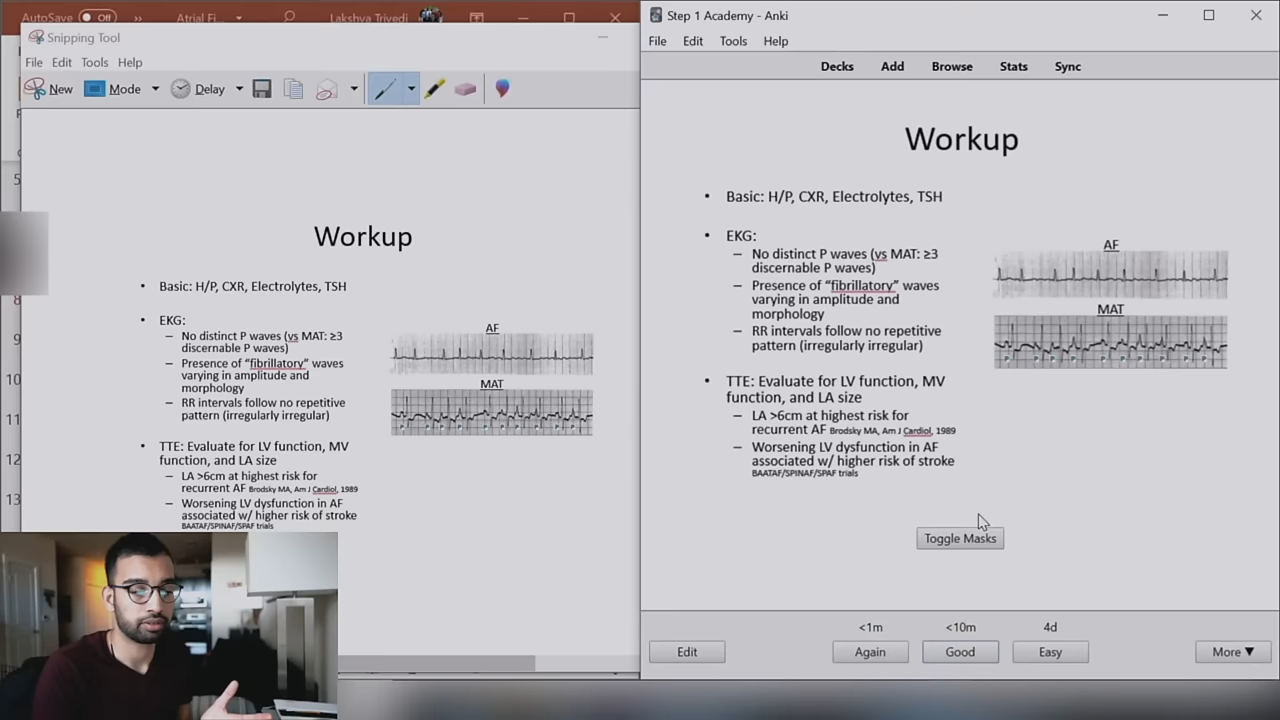 AutoSave Off
Atrial Fi...
Lakshya Trivedi
Snipping Tool
File Edit Tools Help
New Mode Delay
5
8
9
10
11
12
13
Workup
• Basic: H/P, CXR, Electrolytes, TSH
• EKG:
– No distinct P waves (vs MAT: ≥3
discernable P waves)
– Presence of “fibrillatory” waves
varying in amplitude and
morphology
– RR intervals follow no repetitive
pattern (irregularly irregular)
AF
MAT
• TTE: Evaluate for LV function, MV
function, and LA size
– LA >6cm at highest risk for
recurrent AF Brodsky MA, Am J Cardiol, 1989
– Worsening LV dysfunction in AF
associated w/ higher risk of stroke
BAATAF/SPINAF/SPAF trials
Step 1 Academy - Anki
File Edit Tools Help
Decks Add Browse Stats Sync
Workup
• Basic: H/P, CXR, Electrolytes, TSH
• EKG:
– No distinct P waves (vs MAT: ≥3
discernable P waves)
– Presence of “fibrillatory” waves
varying in amplitude and
morphology
– RR intervals follow no repetitive
pattern (irregularly irregular)
AF
MAT
• TTE: Evaluate for LV function, MV
function, and LA size
– LA >6cm at highest risk for
recurrent AF Brodsky MA, Am J Cardiol, 1989
– Worsening LV dysfunction in AF
associated w/ higher risk of stroke
BAATAF/SPINAF/SPAF trials
Toggle Masks
<1m <10m 4d
Edit Again Good Easy More ▼